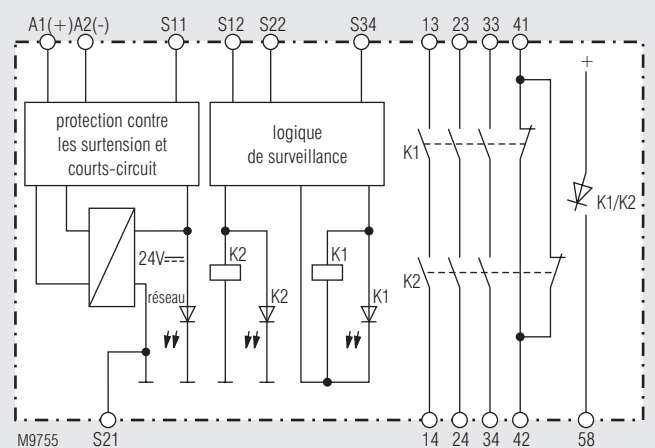 A1(+) A2(-) S11 S12 S22 S34 13 23 33 41
+
protection contre
les surtension et
courts-circuit
logique
de surveillance
K1
K1/K2
24V
K2
K1
K2
réseau
K2
K1
M9755
S21
14 24 34 42 58